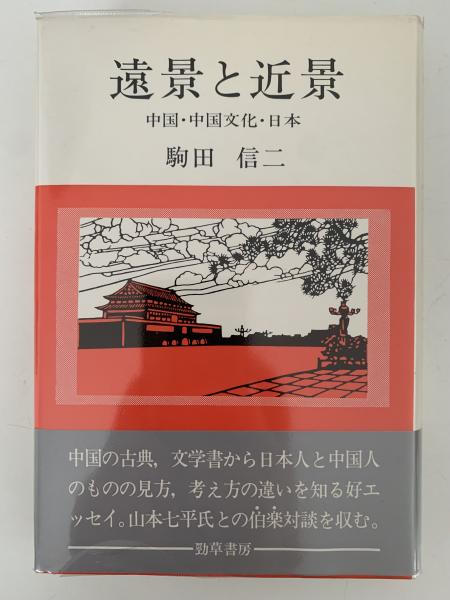 遠景と近景
中国・中国文化・日本
駒田 信二
中国の古典，文学書から日本人と中国人
のものの見方，考え方の違いを知る好エ
ッセイ。山本七平氏との伯楽対談を収む。
勁草書房